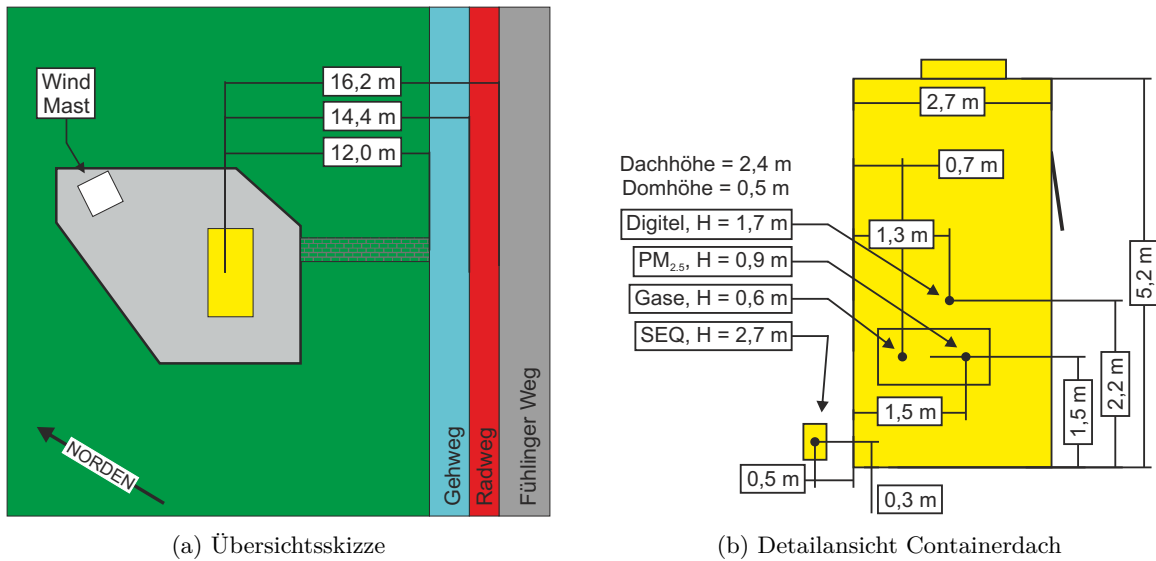 Wind
Mast
16,2 m
14,4 m
12,0 m
NORDEN
Gehweg
Radweg
Fühlinger Weg
(a) Übersichtsskizze
2,7 m
Dachhöhe = 2,4 m
Domhöhe = 0,5 m
0,7 m
Digitel, H = 1,7 m
1,3 m
PM2.5, H = 0,9 m
Gase, H = 0,6 m
SEQ, H = 2,7 m
5,2 m
2,2 m
1,5 m
1,5 m
0,5 m
0,3 m
(b) Detailansicht Containerdach